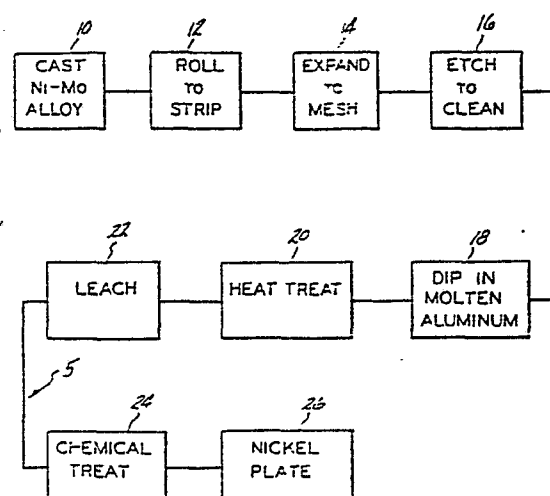 10
12
14
16
CAST
Ni-Mo
ALLOY
ROLL
TO
STRIP
EXPAND
TO
MESH
ETCH
TO
CLEAN
22
20
18
LEACH
HEAT TREAT
DIP IN
MOLTEN
ALUMINUM
5
24
26
CHEMICAL
TREAT
NICKEL
PLATE